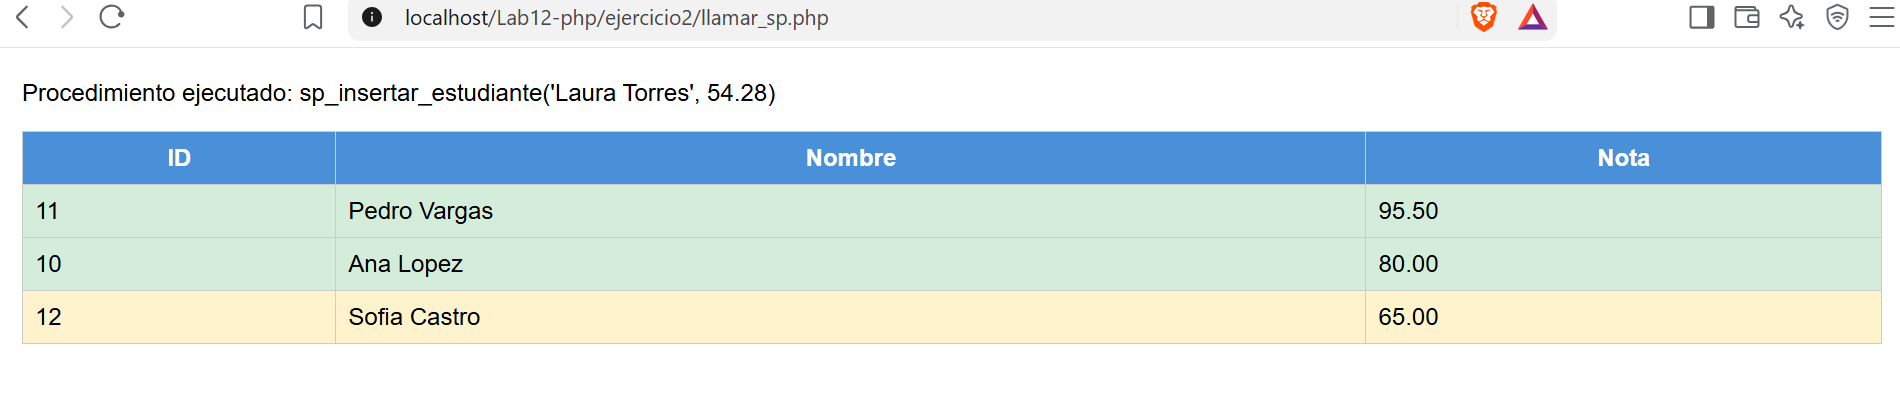 localhost/Lab12-php/ejercicio2/llamar_sp.php
Procedimiento ejecutado: sp_insertar_estudiante('Laura Torres', 54.28)
ID Nombre Nota
11 Pedro Vargas 95.50
10 Ana Lopez 80.00
12 Sofia Castro 65.00